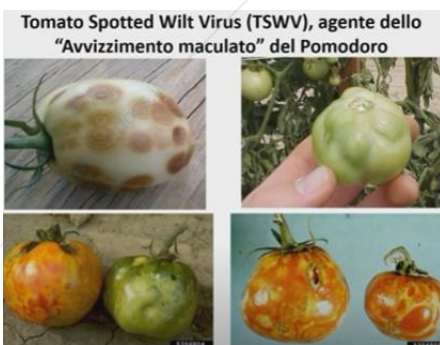 Tomato Spotted Wilt Virus (TSWV), agente dello
“Avvizzimento maculato” del Pomodoro